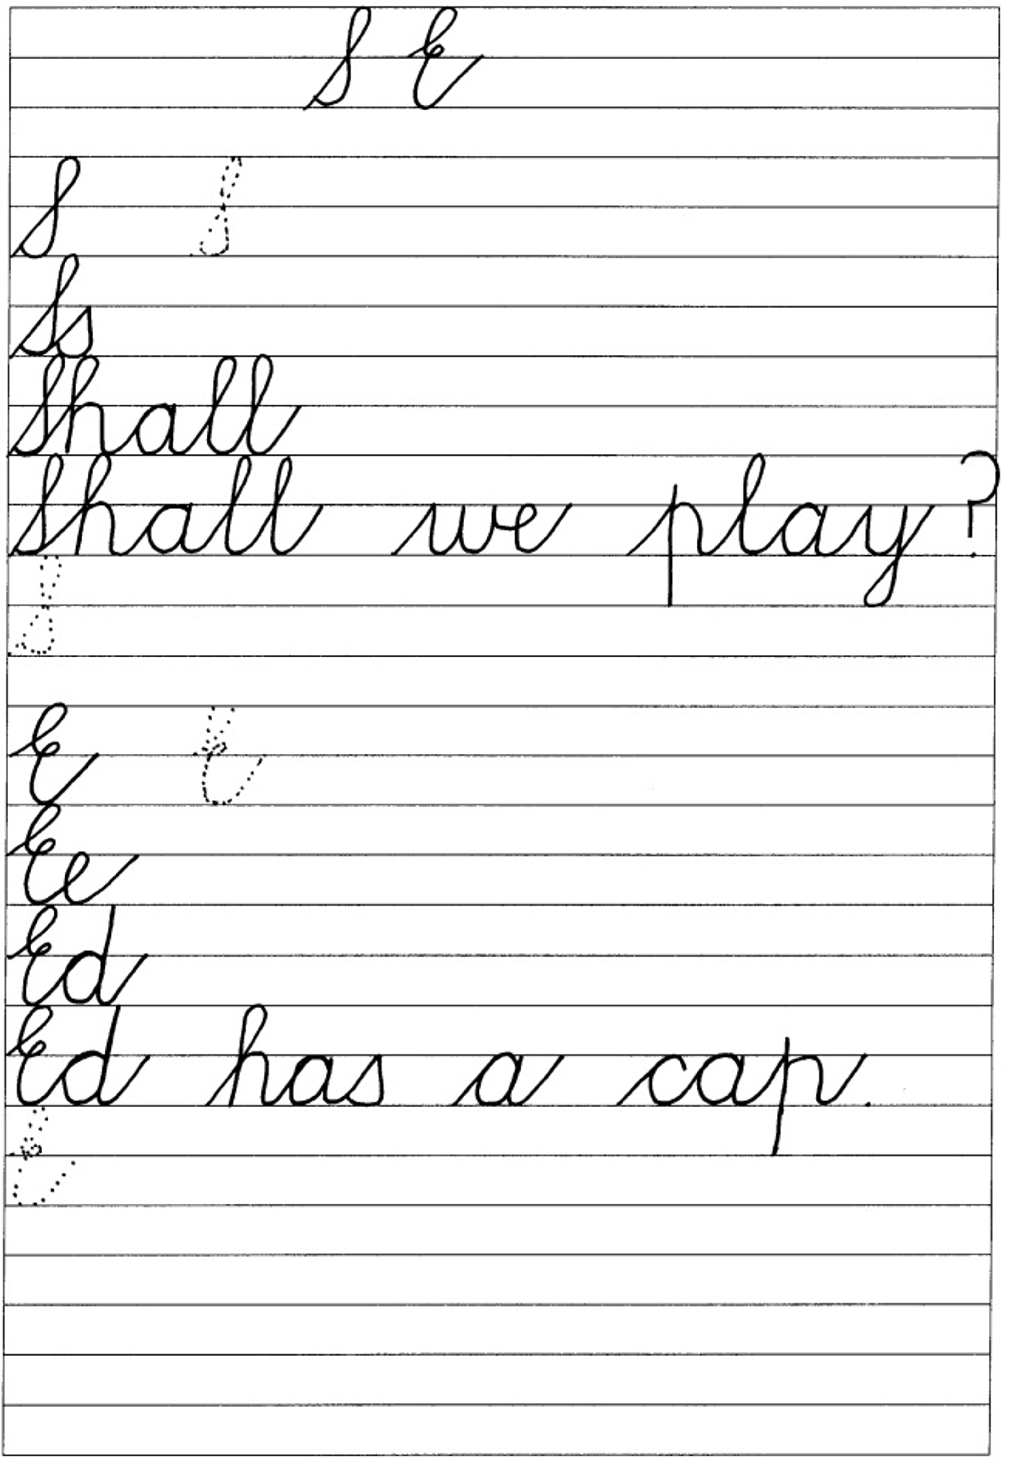 S E
S S
Ss
Shall
Shall we play?
S
E E
Ee
Ed
Ed has a cap.
E